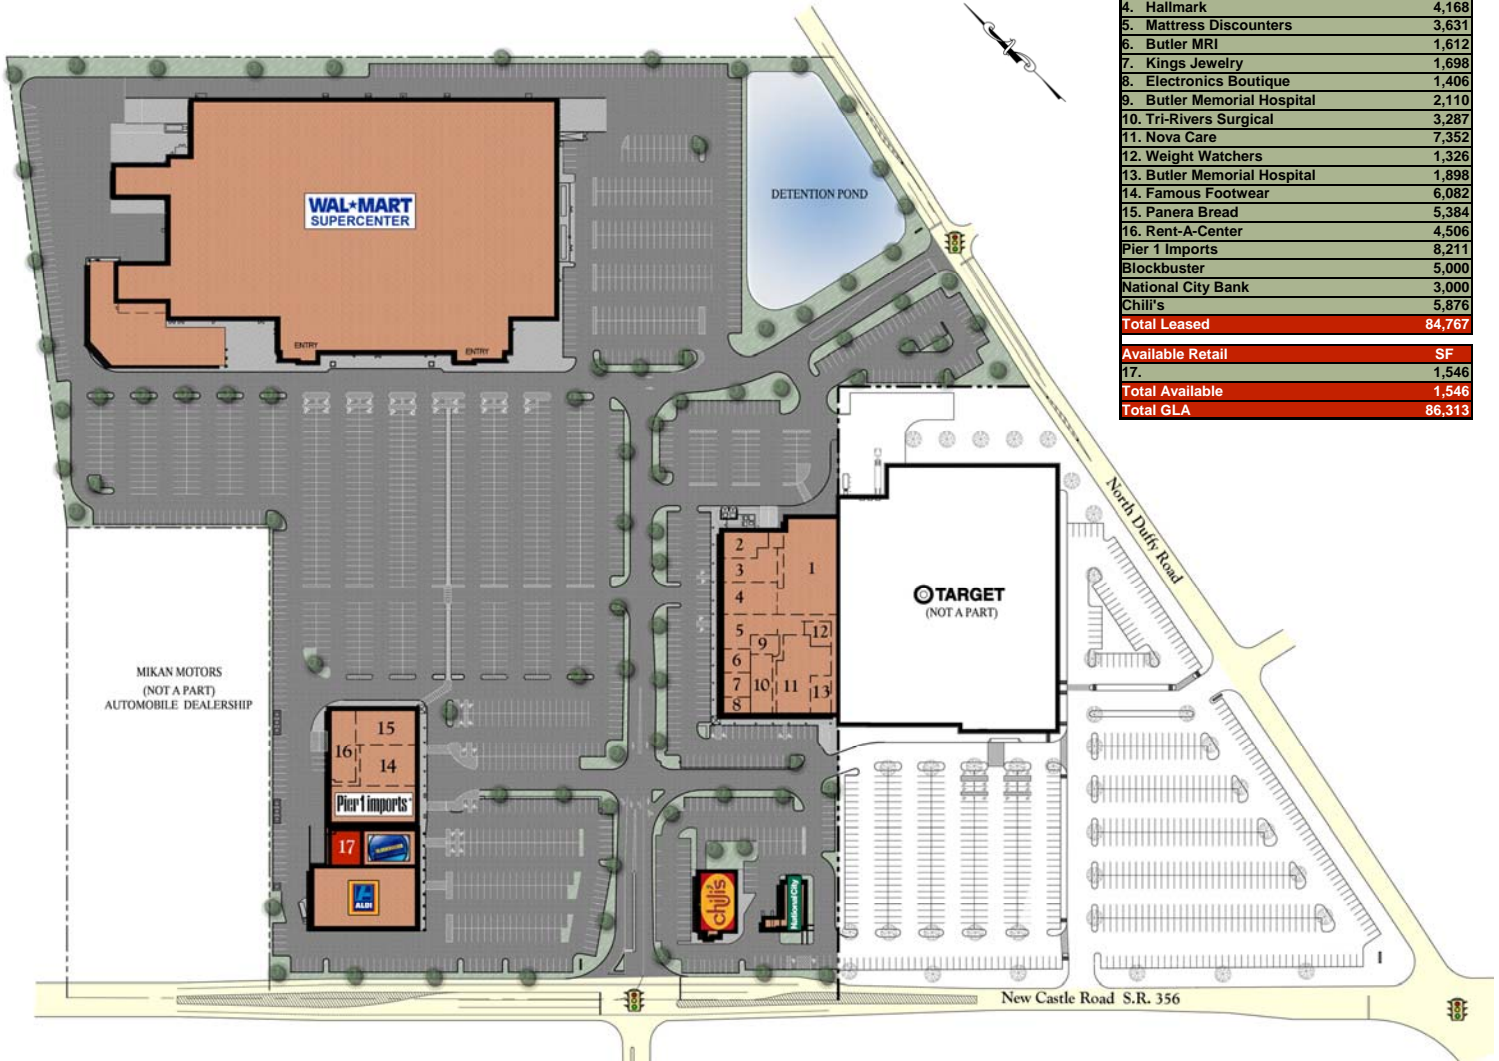 4. Hallmark 4,168
5. Mattress Discounters 3,631
6. Butler MRI 1,612
7. Kings Jewelry 1,698
8. Electronics Boutique 1,406
9. Butler Memorial Hospital 2,110
10. Tri-Rivers Surgical 3,287
11. Nova Care 7,352
12. Weight Watchers 1,326
13. Butler Memorial Hospital 1,898
14. Famous Footwear 6,082
15. Panera Bread 5,384
16. Rent-A-Center 4,506
Pier 1 Imports 8,211
Blockbuster 5,000
National City Bank 3,000
Chili's 5,876
Total Leased 84,767
Available Retail SF
17. 1,546
Total Available 1,546
Total GLA 86,313
WAL★MART
SUPERCENTER
DETENTION POND
ENTRY
ENTRY
North Duffy Road
2
1
3
4
5
12
9
6
7
10
11
13
8
TARGET
(NOT A PART)
MIKAN MOTORS
(NOT A PART)
AUTOMOBILE DEALERSHIP
15
16
14
Pier 1 imports
17
BLOCKBUSTER
ALDI
chili's
National City
New Castle Road S.R. 356